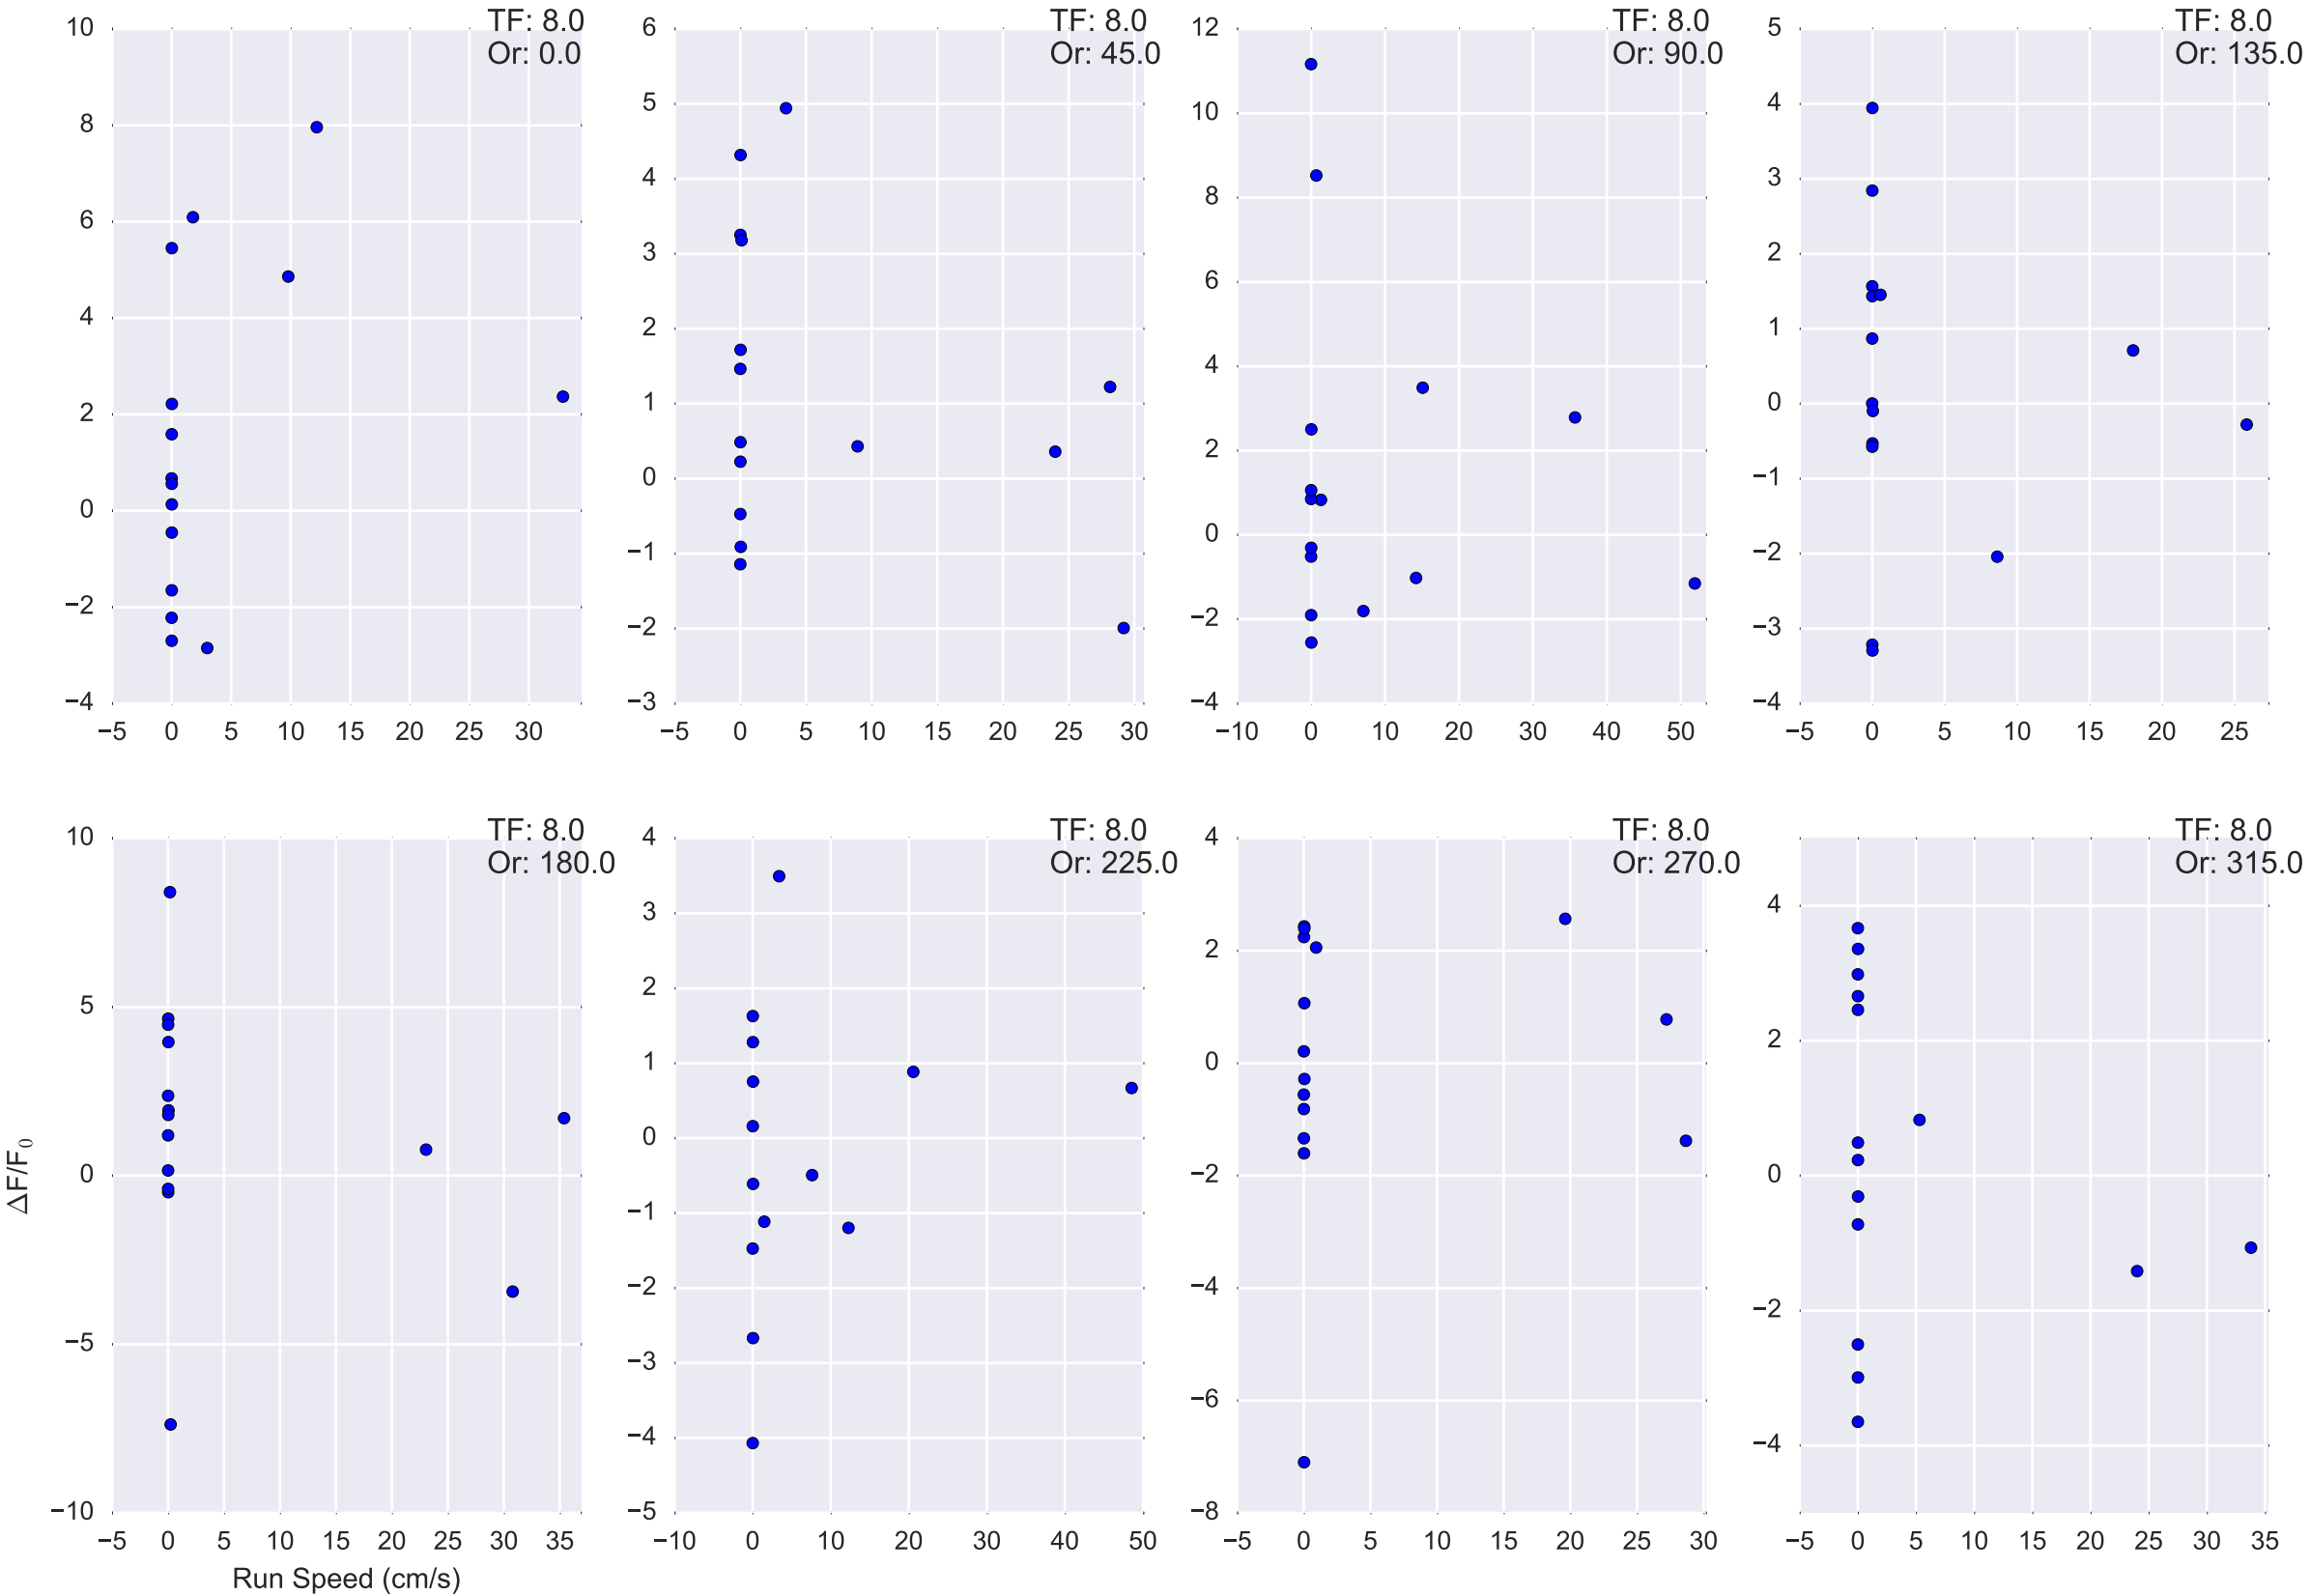 TF: 8.0
Or: 0.0
10
8
6
4
2
0
−2
−4
−5 0 5 10 15 20 25 30
TF: 8.0
Or: 45.0
6
5
4
3
2
1
0
−1
−2
−3
−5 0 5 10 15 20 25 30
TF: 8.0
Or: 90.0
12
10
8
6
4
2
0
−2
−4
−10 0 10 20 30 40 50
TF: 8.0
Or: 135.0
5
4
3
2
1
0
−1
−2
−3
−4
−5 0 5 10 15 20 25
TF: 8.0
Or: 180.0
10
5
0
−5
−10
−5 0 5 10 15 20 25 30 35
ΔF/F₀
Run Speed (cm/s)
TF: 8.0
Or: 225.0
4
3
2
1
0
−1
−2
−3
−4
−5
−10 0 10 20 30 40 50
TF: 8.0
Or: 270.0
4
2
0
−2
−4
−6
−8
−5 0 5 10 15 20 25 30
TF: 8.0
Or: 315.0
4
2
0
−2
−4
−5 0 5 10 15 20 25 30 35